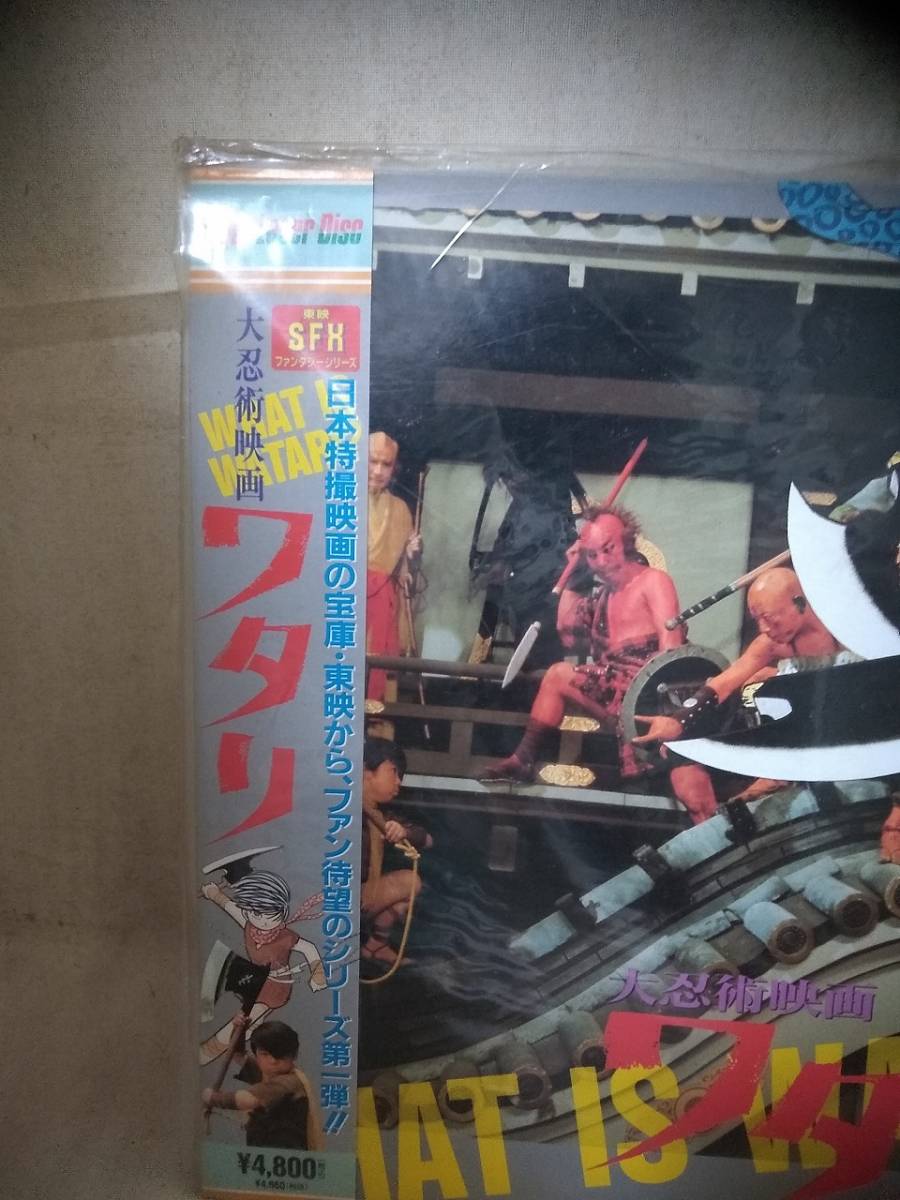 Laser Disc
東映
SFX
ファンタジーシリーズ
大忍術映画
WHAT IS
WATARI
ワタリ
日本特撮映画の宝庫・東映から、ファン待望のシリーズ第一弾!!
¥4,800
大忍術映画
ワタ
HAT IS WA